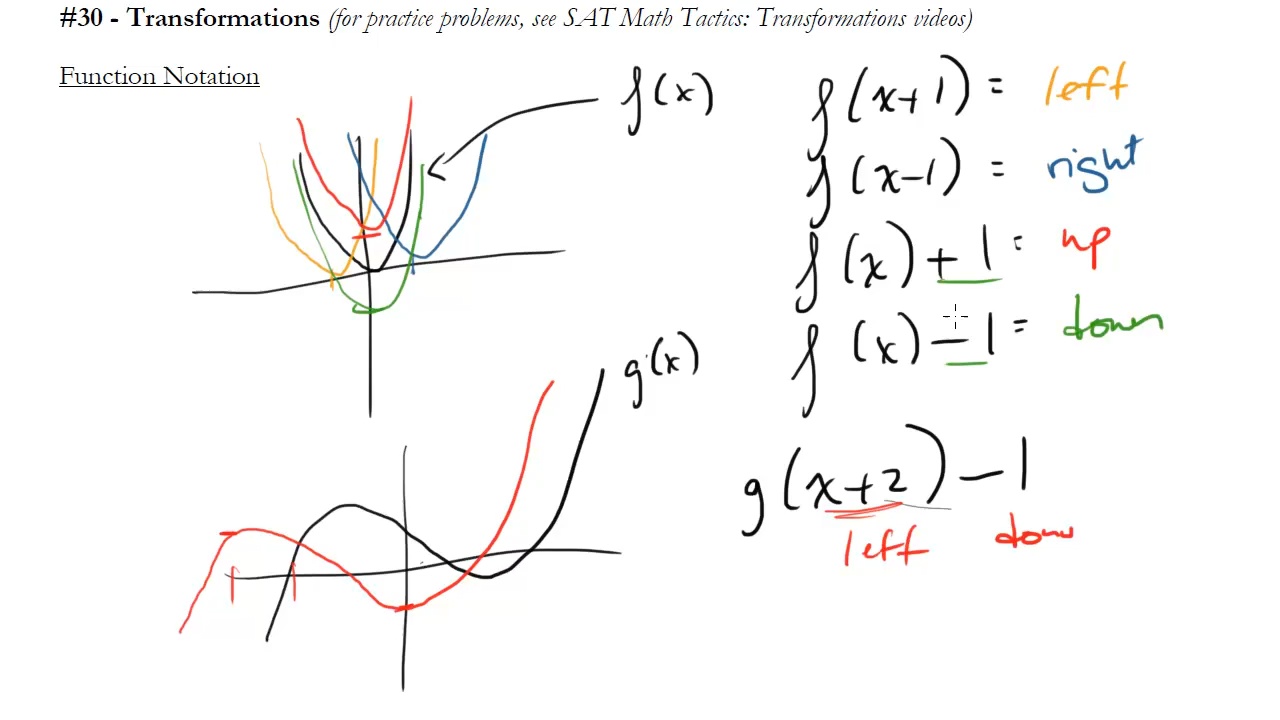 #30 - Transformations (for practice problems, see SAT Math Tactics: Transformations videos)
Function Notation
f(x)
f(x+1) = left
f(x-1) = right
f(x)+1 = up
f(x)-1 = down
g(x)
g(x+2)-1
left down